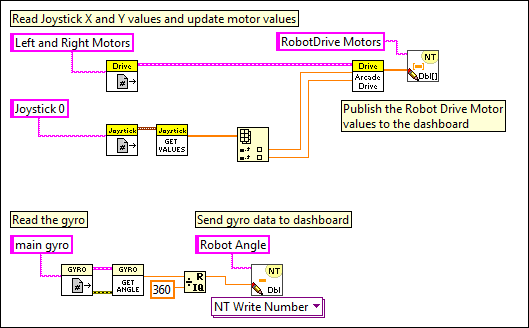 Read Joystick X and Y values and update motor values
Left and Right Motors
RobotDrive Motors
Drive
Drive
Arcade
Drive
NT
Dbl[]
Joystick 0
Publish the Robot Drive Motor
values to the dashboard
Joystick
Joystick
GET
VALUES
Read the gyro
Send gyro data to dashboard
main gyro
Robot Angle
GYRO
GYRO
GET
ANGLE
360
R
IQ
NT
Dbl
NT Write Number